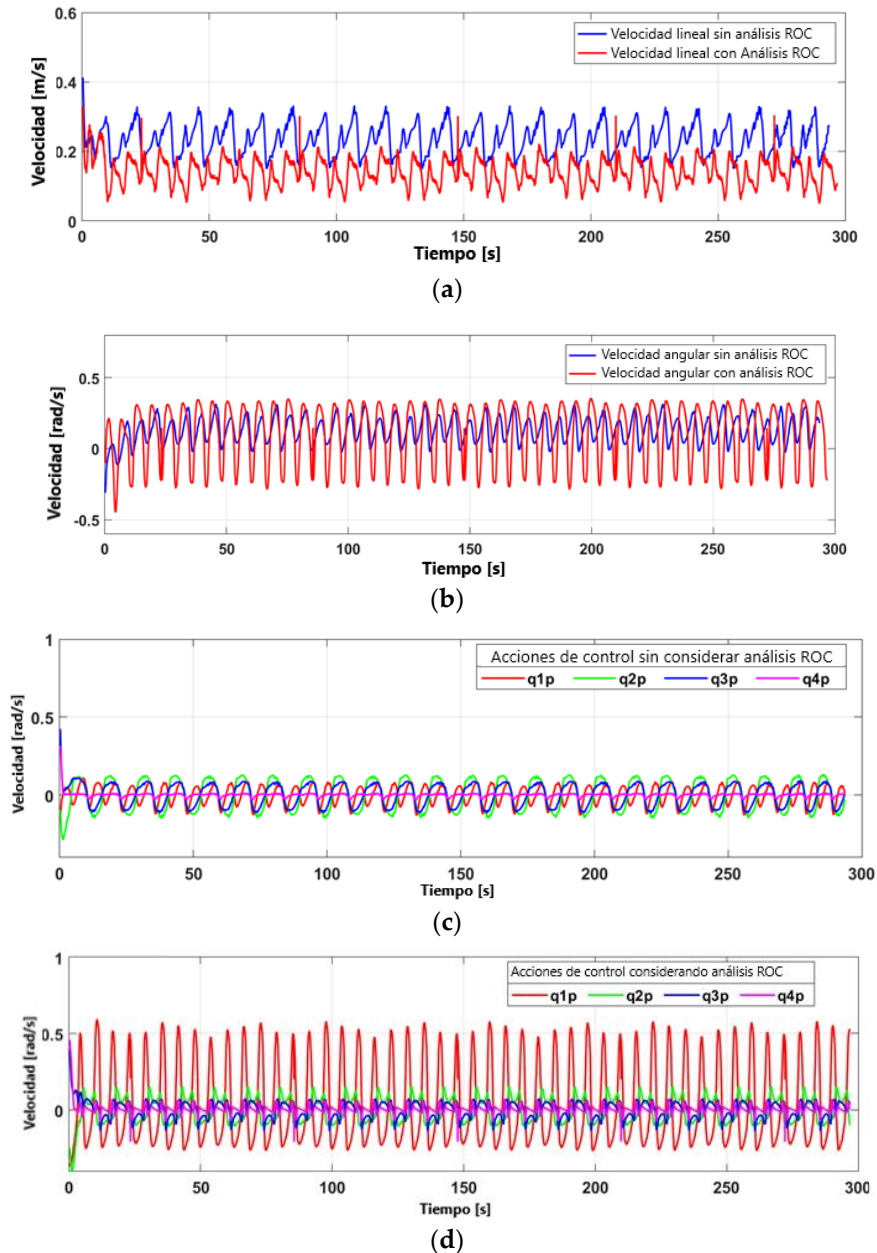 0.6
Velocidad lineal sin análisis ROC
Velocidad lineal con Análisis ROC
0.4
0.2
0
Velocidad [m/s]
0 50 100 150 200 250 300
Tiempo [s]
(a)
Velocidad angular sin análisis ROC
Velocidad angular con análisis ROC
0.5
0
-0.5
Velocidad [rad/s]
0 50 100 150 200 250 300
Tiempo [s]
(b)
1
Acciones de control sin considerar análisis ROC
q1p q2p q3p q4p
0.5
0
Velocidad [rad/s]
0 50 100 150 200 250 300
Tiempo [s]
(c)
1
Acciones de control considerando análisis ROC
q1p q2p q3p q4p
0.5
0
Velocidad [rad/s]
0 50 100 150 200 250 300
Tiempo [s]
(d)